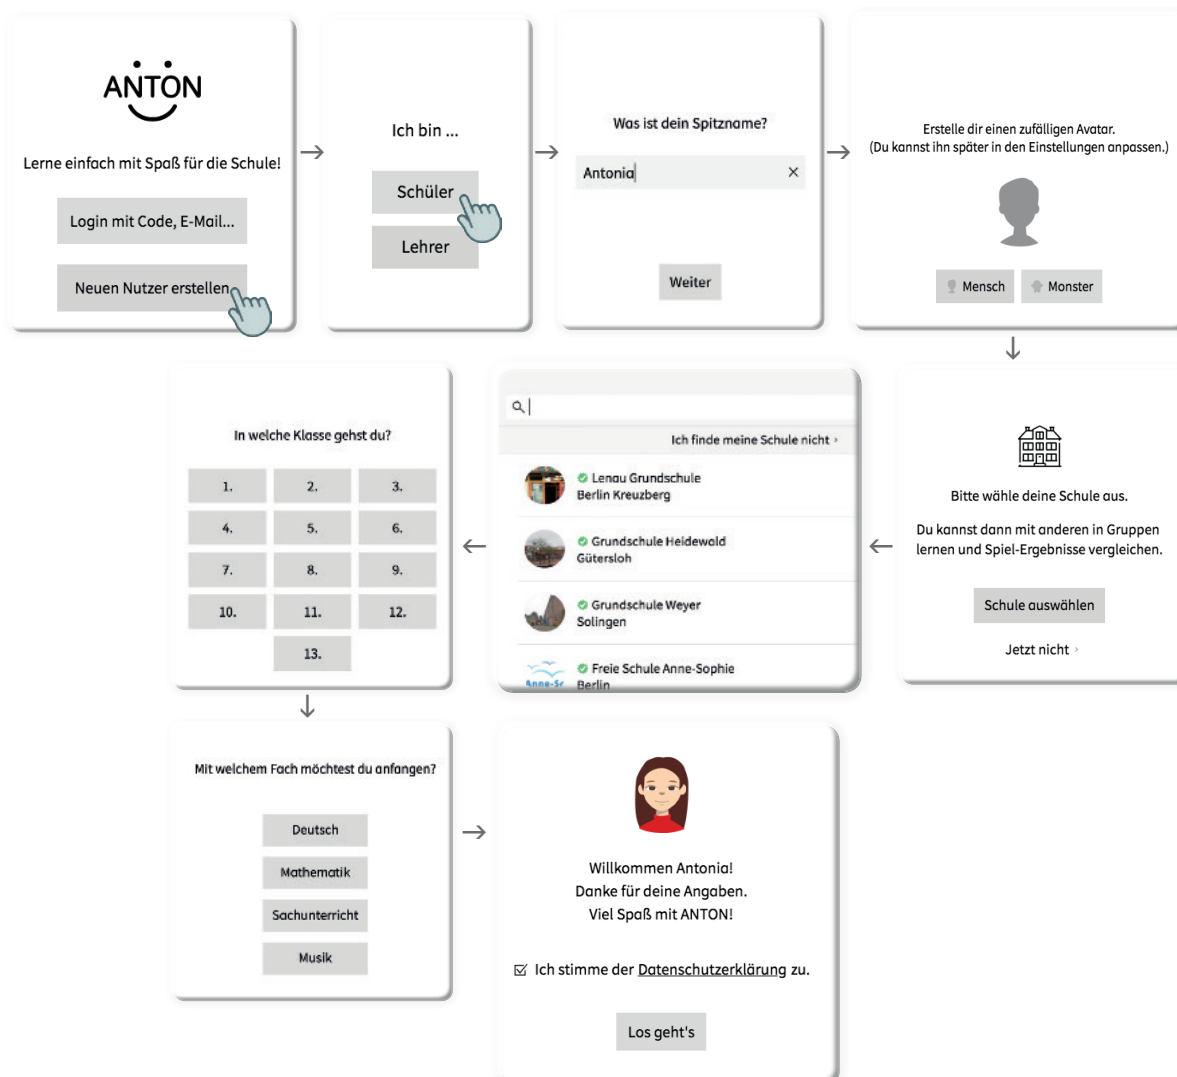 ANTON
Lerne einfach mit Spaß für die Schule!
Login mit Code, E-Mail...
Neuen Nutzer erstellen
Ich bin ...
Schüler
Lehrer
Was ist dein Spitzname?
Antonia
Weiter
Erstelle dir einen zufälligen Avatar.
(Du kannst ihn später in den Einstellungen anpassen.)
Mensch
Monster
Bitte wähle deine Schule aus.
Du kannst dann mit anderen in Gruppen
lernen und Spiel-Ergebnisse vergleichen.
Schule auswählen
Jetzt nicht ›
Ich finde meine Schule nicht ›
Lenau Grundschule
Berlin Kreuzberg
Grundschule Heidewald
Gütersloh
Grundschule Weyer
Solingen
Freie Schule Anne-Sophie
Anne-So
Berlin
In welche Klasse gehst du?
1. 2. 3.
4. 5. 6.
7. 8. 9.
10. 11. 12.
13.
Mit welchem Fach möchtest du anfangen?
Deutsch
Mathematik
Sachunterricht
Musik
Willkommen Antonia!
Danke für deine Angaben.
Viel Spaß mit ANTON!
Ich stimme der Datenschutzerklärung zu.
Los geht's